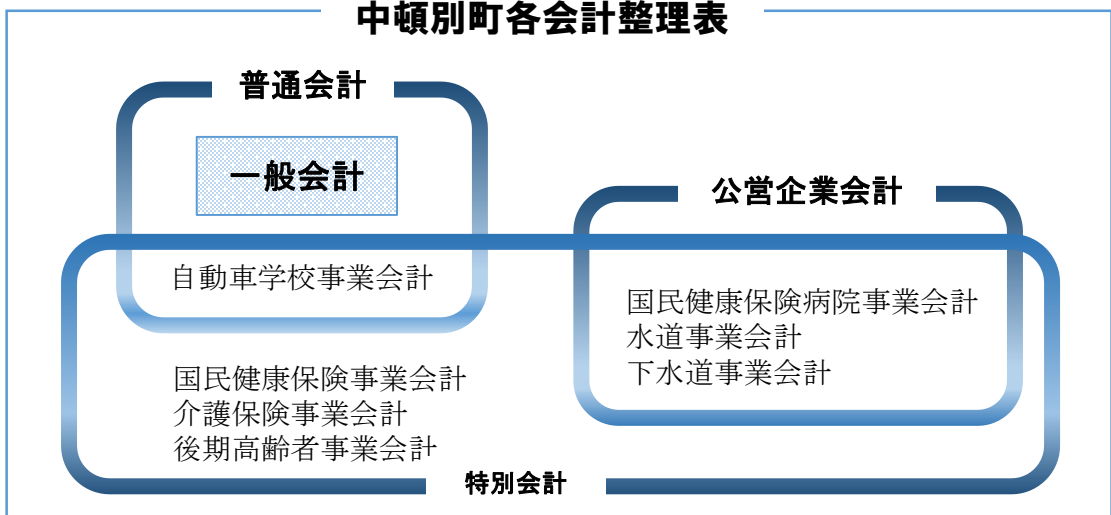 中頓別町各会計整理表
普通会計
一般会計
公営企業会計
自動車学校事業会計
国民健康保険病院事業会計
水道事業会計
下水道事業会計
国民健康保険事業会計
介護保険事業会計
後期高齢者事業会計
特別会計